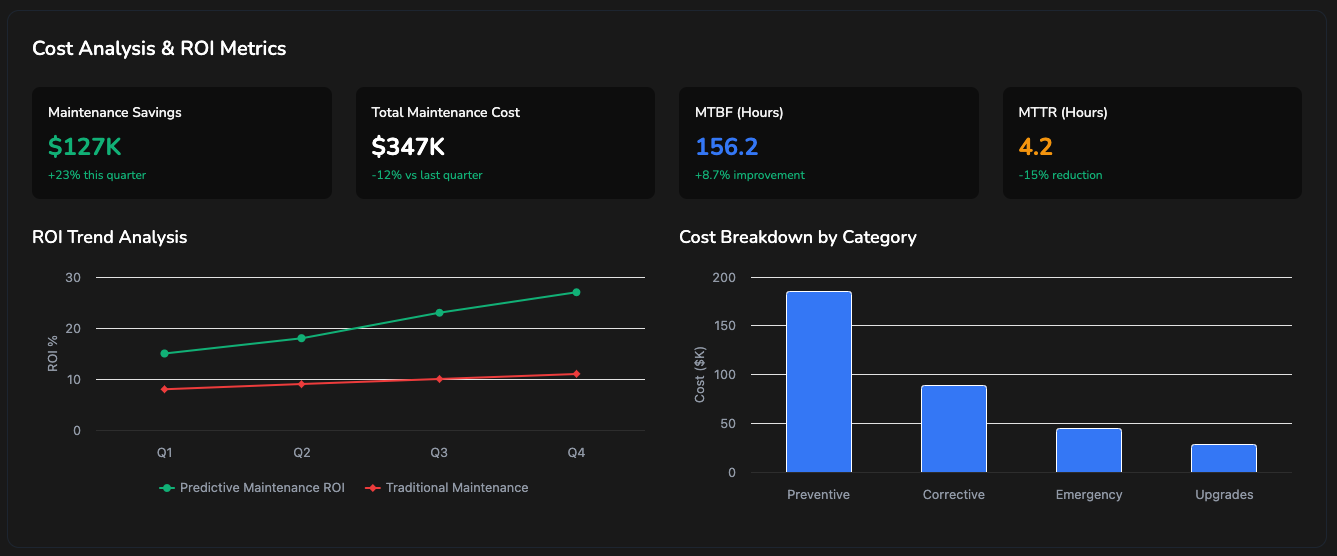 Cost Analysis & ROI Metrics
Maintenance Savings
$127K
+23% this quarter
Total Maintenance Cost
$347K
-12% vs last quarter
MTBF (Hours)
156.2
+8.7% improvement
MTTR (Hours)
4.2
-15% reduction
ROI Trend Analysis
30
20
10
0
ROI %
Q1 Q2 Q3 Q4
Predictive Maintenance ROI Traditional Maintenance
Cost Breakdown by Category
200
150
100
50
0
Cost ($K)
Preventive Corrective Emergency Upgrades